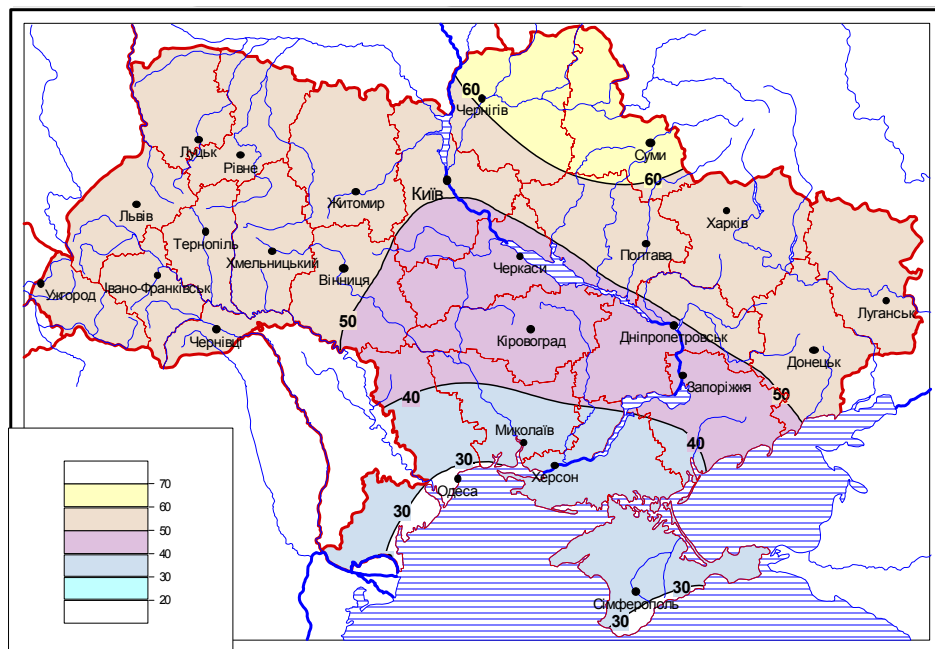 60
Чернігів
Луцьк
Рівне
Суми
60
Київ
Житомир
Львів
Харків
Тернопіль
Полтава
Хмельницький
Черкаси
Вінниця
Івано-Франківськ
Ужгород
Луганськ
50
Чернівці
Кіровоград
Дніпропетровськ
Донецьк
Запоріжжя
50
40
Миколаїв
40
30
Херсон
Одеса
30
70
60
50
40
30
20
30
Сімферополь
30